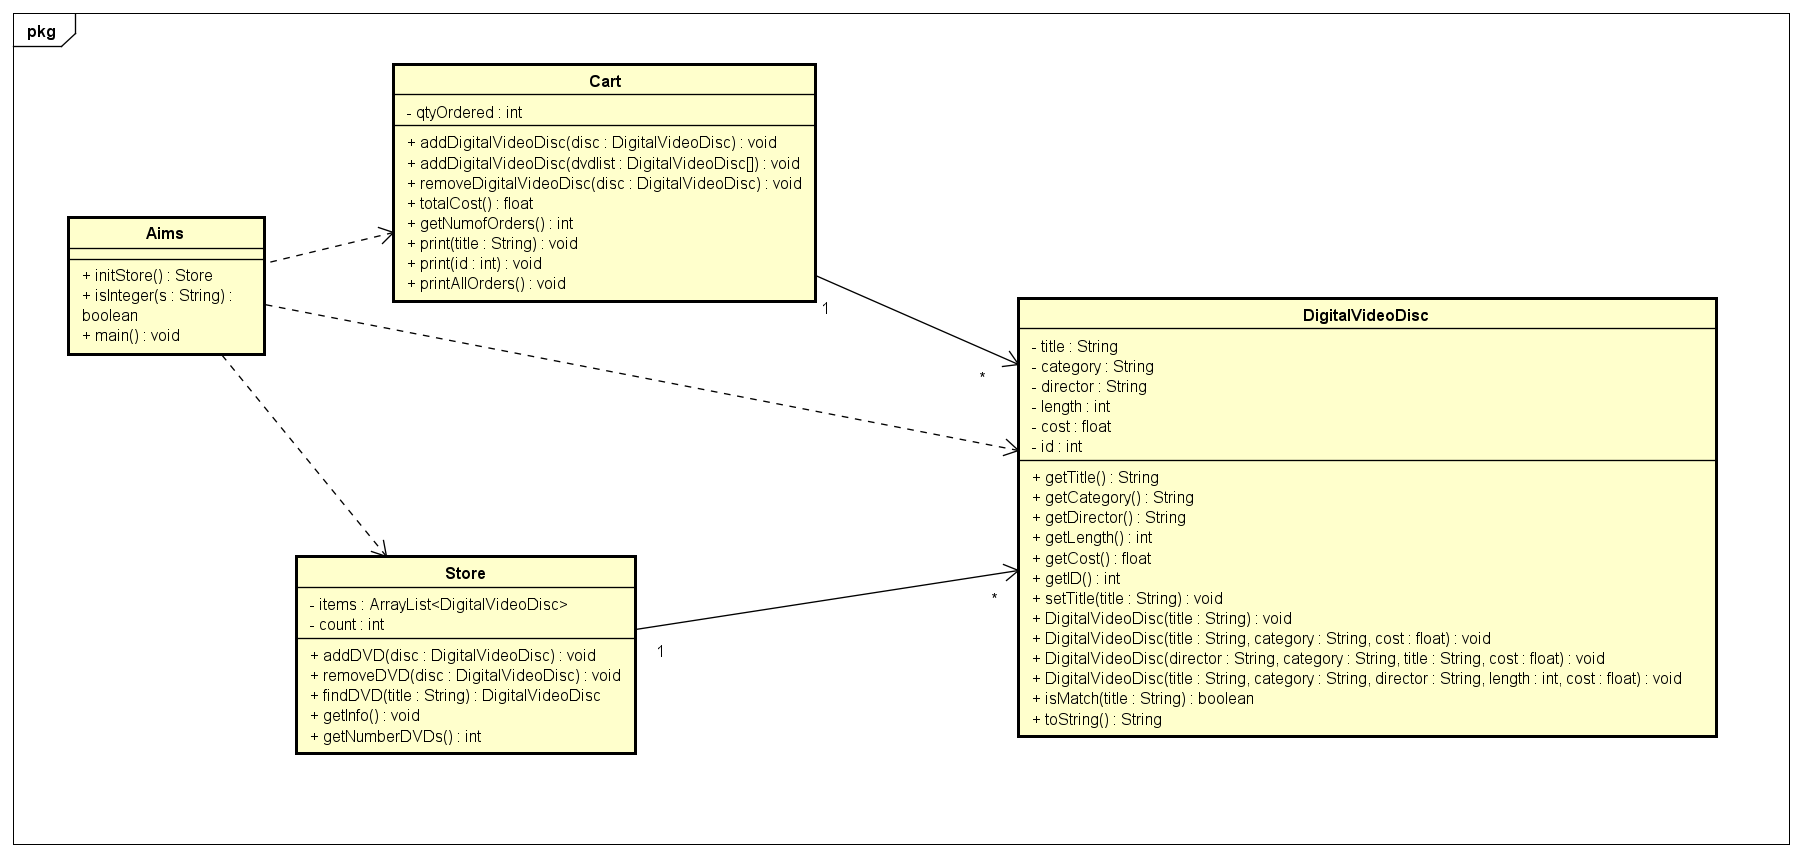 pkg
Cart
- qtyOrdered : int
+ addDigitalVideoDisc(disc : DigitalVideoDisc) : void
+ addDigitalVideoDisc(dvdlist : DigitalVideoDisc[]) : void
+ removeDigitalVideoDisc(disc : DigitalVideoDisc) : void
+ totalCost() : float
+ getNumofOrders() : int
+ print(title : String) : void
+ print(id : int) : void
+ printAllOrders() : void
1
*
Aims
+ initStore() : Store
+ isInteger(s : String) :
boolean
+ main() : void
DigitalVideoDisc
- title : String
- category : String
- director : String
- length : int
- cost : float
- id : int
+ getTitle() : String
+ getCategory() : String
+ getDirector() : String
+ getLength() : int
+ getCost() : float
+ getID() : int
+ setTitle(title : String) : void
+ DigitalVideoDisc(title : String) : void
+ DigitalVideoDisc(title : String, category : String, cost : float) : void
+ DigitalVideoDisc(director : String, category : String, title : String, cost : float) : void
+ DigitalVideoDisc(title : String, category : String, director : String, length : int, cost : float) : void
+ isMatch(title : String) : boolean
+ toString() : String
Store
- items : ArrayList<DigitalVideoDisc>
- count : int
+ addDVD(disc : DigitalVideoDisc) : void
+ removeDVD(disc : DigitalVideoDisc) : void
+ findDVD(title : String) : DigitalVideoDisc
+ getInfo() : void
+ getNumberDVDs() : int
1
*